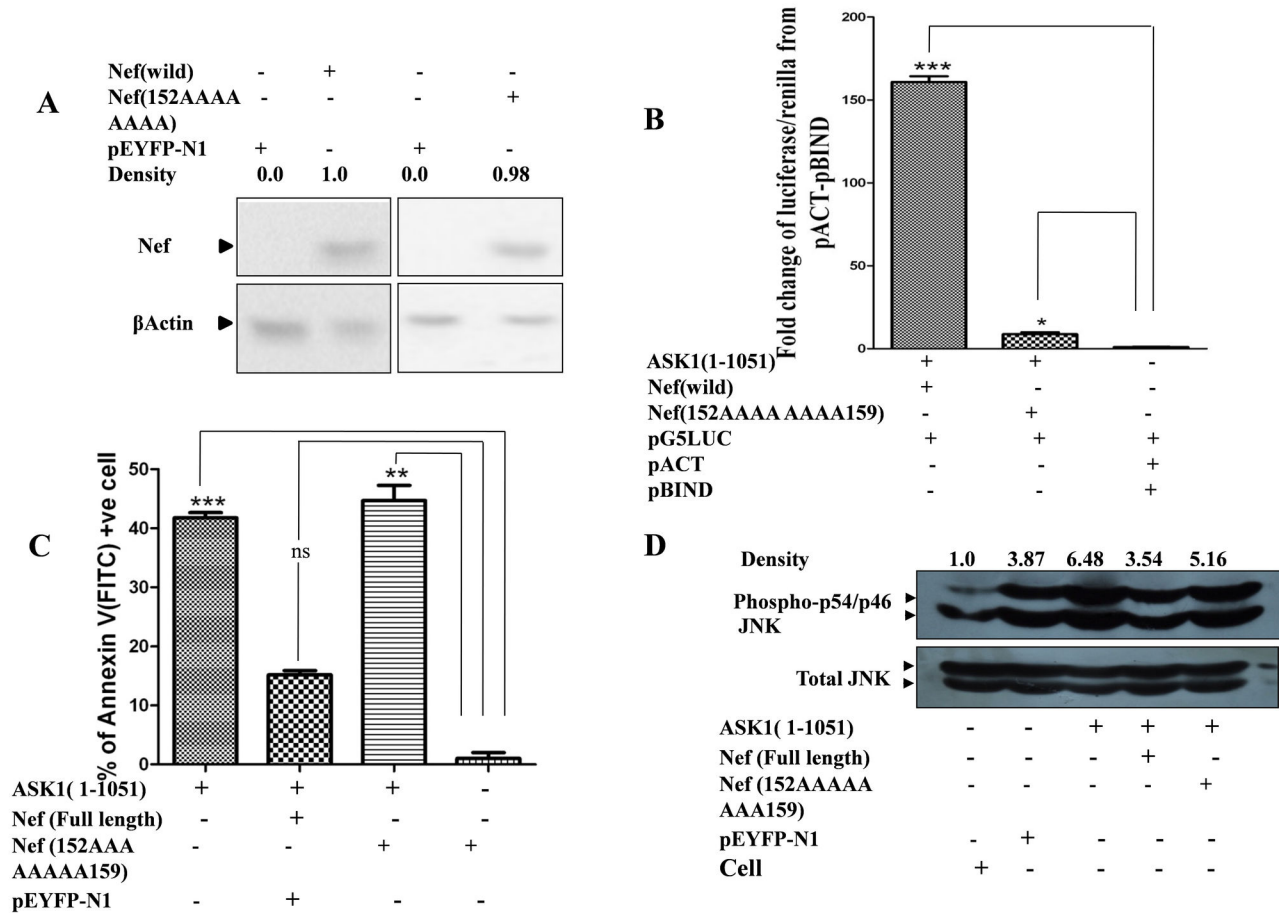 A
Nef(wild) - + - -
Nef(152AAAA - - - +
AAAA)
pEYFP-N1 + - + -
Density 0.0 1.0 0.0 0.98
Nef
βActin
B
Fold change of luciferase/renilla from
pACT-pBIND
200
150
100
50
0
***
*
ASK1(1-1051) + + -
Nef(wild) + - -
Nef(152AAAA AAAA159) - + -
pG5LUC + + +
pACT - - +
pBIND - - +
C
% of Annexin V(FITC) +ve cell
50
40
30
20
10
0
***
ns
**
ASK1( 1-1051) + + + -
Nef (Full length) - + - -
Nef (152AAA - - + +
AAAAA159)
pEYFP-N1 - + - -
D
Density 1.0 3.87 6.48 3.54 5.16
Phospho-p54/p46
JNK
Total JNK
ASK1( 1-1051) - - + + +
Nef (Full length) - - - + -
Nef (152AAAAA - - - - +
AAA159)
pEYFP-N1 - + - - -
Cell + - - - -